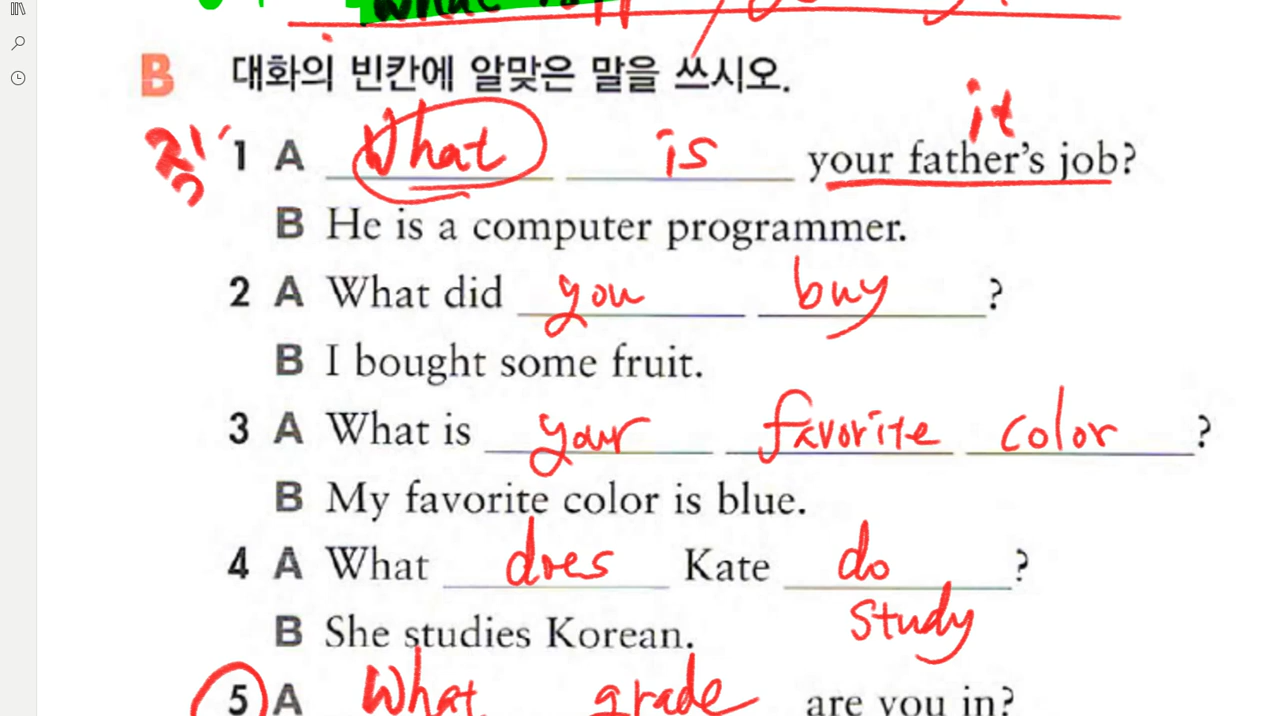 what is
B 대화의 빈칸에 알맞은 말을 쓰시오.
it
1 A What is your father's job?
B He is a computer programmer.
2 A What did you buy ?
B I bought some fruit.
3 A What is your favorite color ?
B My favorite color is blue.
4 A What does Kate do ?
study
B She studies Korean.
5 A What grade are you in?